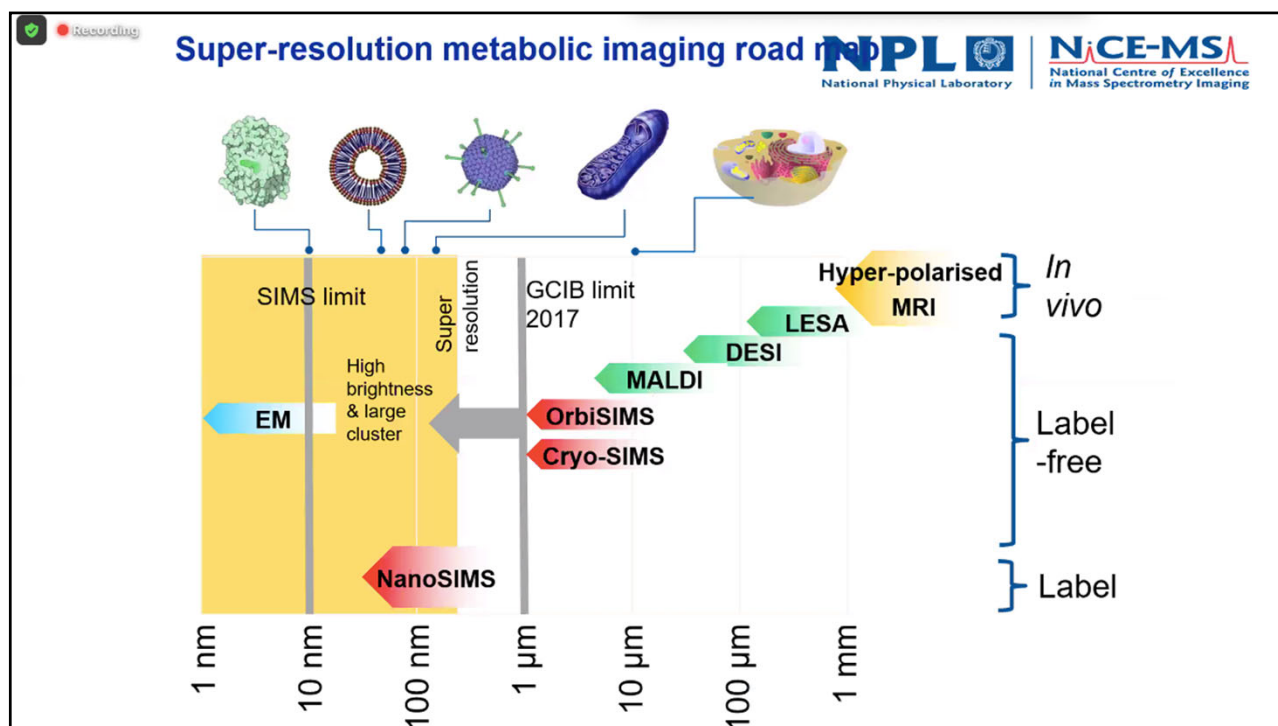 Recording
Super-resolution metabolic imaging road map
NPL
National Physical Laboratory
NiCE-MSI
National Centre of Excellence
in Mass Spectrometry Imaging
SIMS limit
Super
resolution
GCIB limit
2017
Hyper-polarised
MRI
In
vivo
LESA
DESI
MALDI
High
brightness
& large
cluster
EM
OrbiSIMS
Cryo-SIMS
Label
-free
NanoSIMS
Label
1 nm
10 nm
100 nm
1 µm
10 µm
100 µm
1 mm